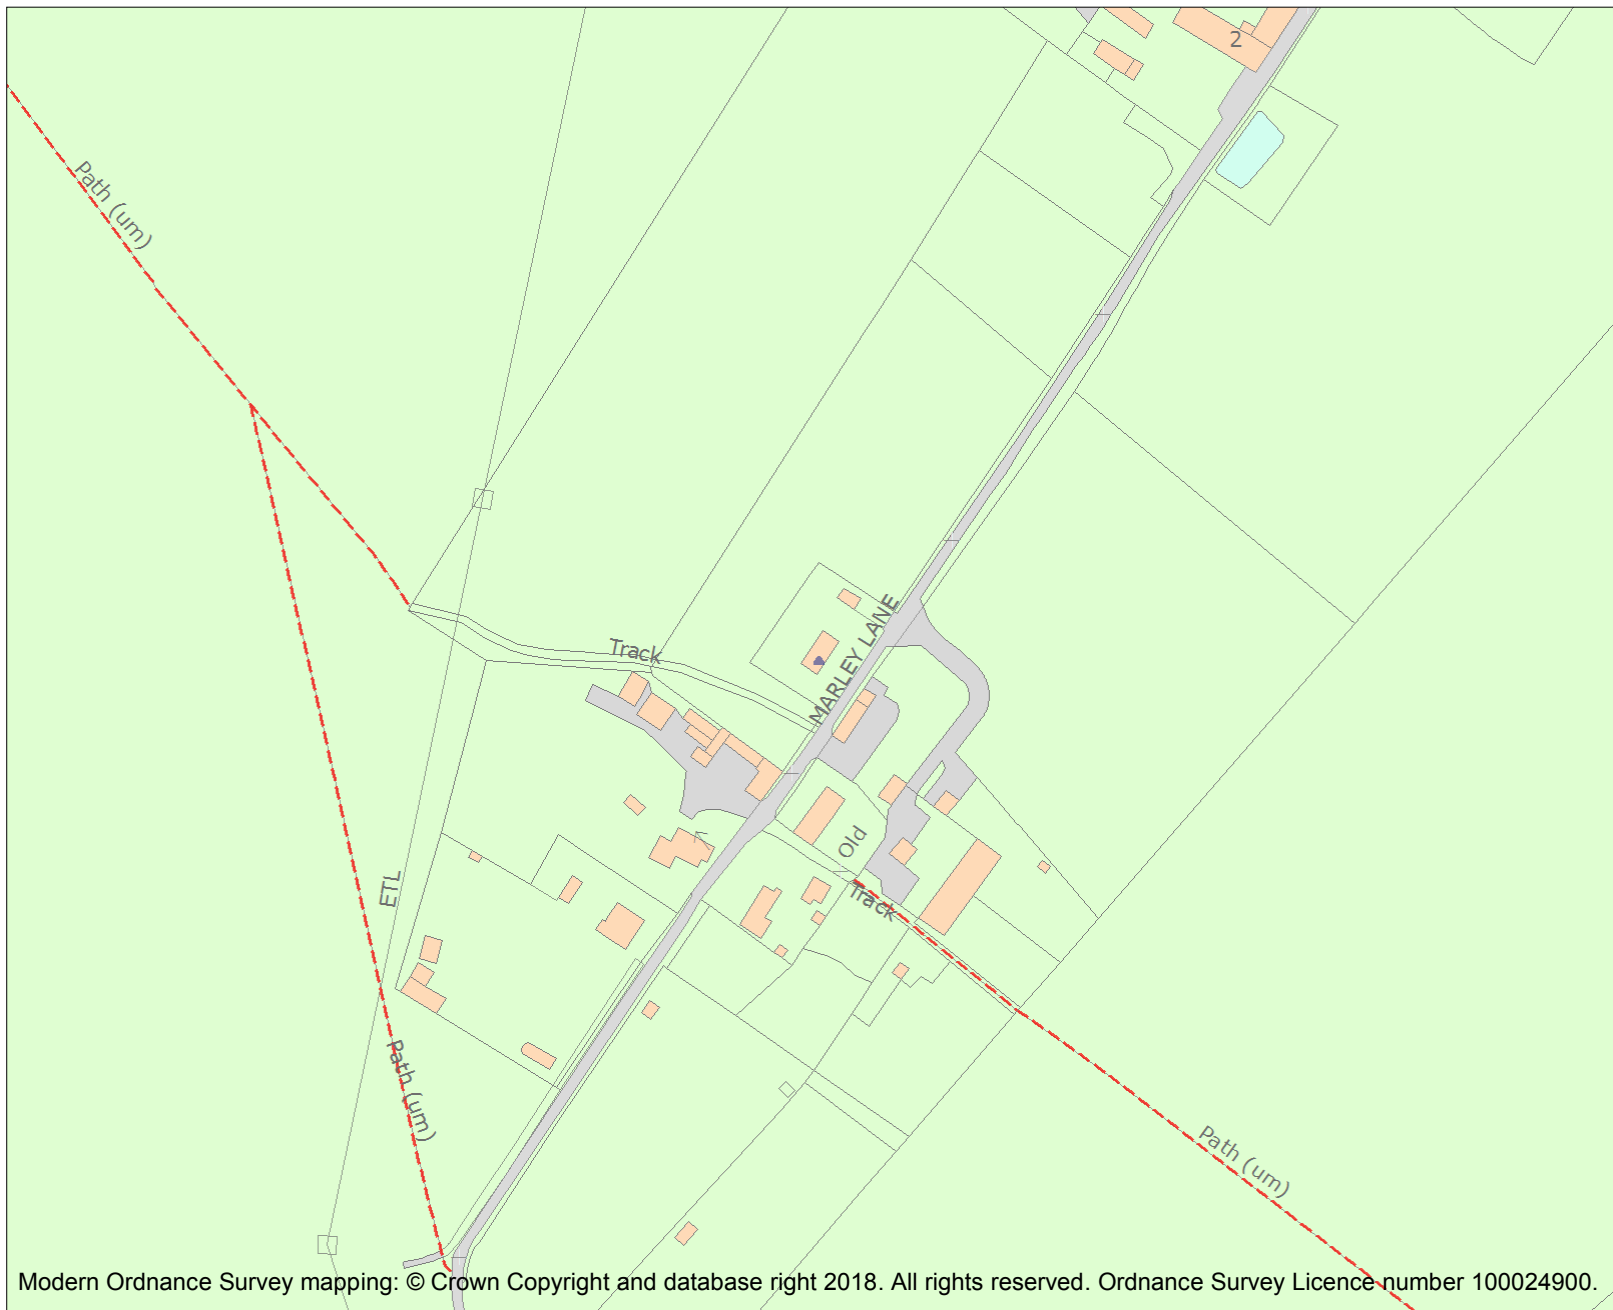 2
Path (um)
Track
MARLEY LANE
Old
ETL
Track
Path (um)
Path (um)
Modern Ordnance Survey mapping: © Crown Copyright and database right 2018. All rights reserved. Ordnance Survey Licence number 100024900.